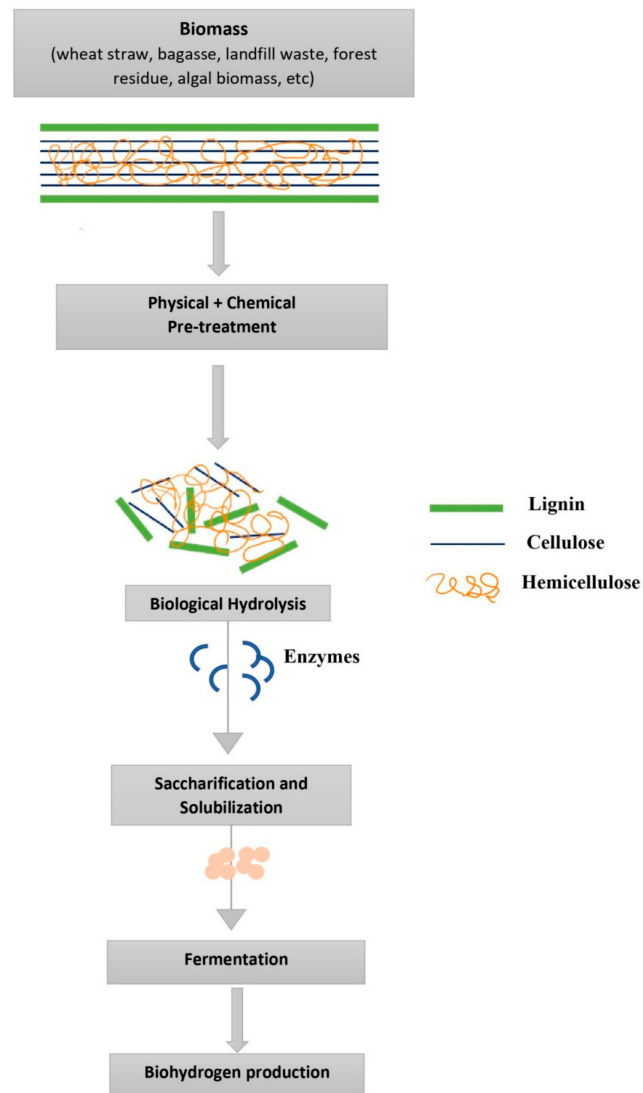 Biomass
(wheat straw, bagasse, landfill waste, forest
residue, algal biomass, etc)
Physical + Chemical
Pre-treatment
Lignin
Cellulose
Hemicellulose
Biological Hydrolysis
Enzymes
Saccharification and
Solubilization
Fermentation
Biohydrogen production